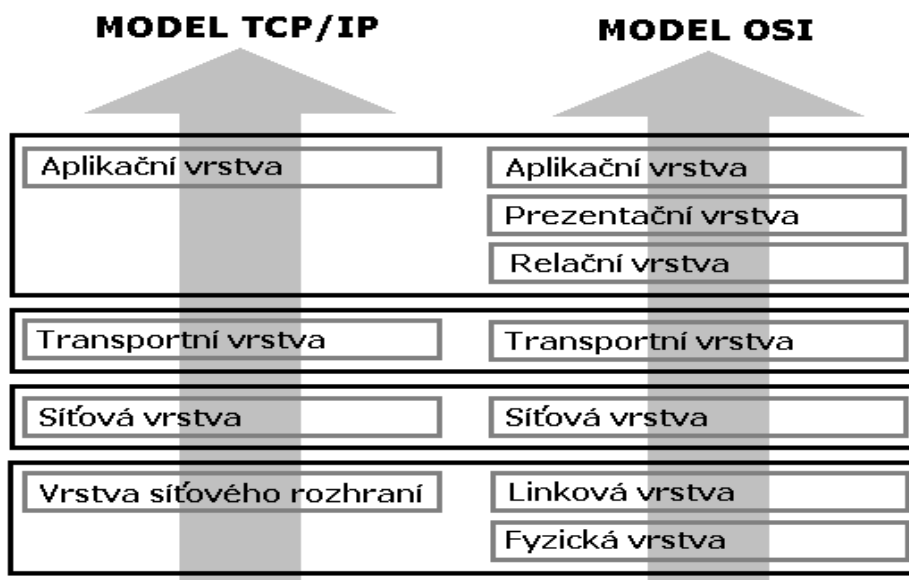 MODEL TCP/IP
MODEL OSI
Aplikační vrstva
Aplikační vrstva
Prezentační vrstva
Relační vrstva
Transportní vrstva
Transportní vrstva
Síťová vrstva
Síťová vrstva
Vrstva síťového rozhraní
Linková vrstva
Fyzická vrstva